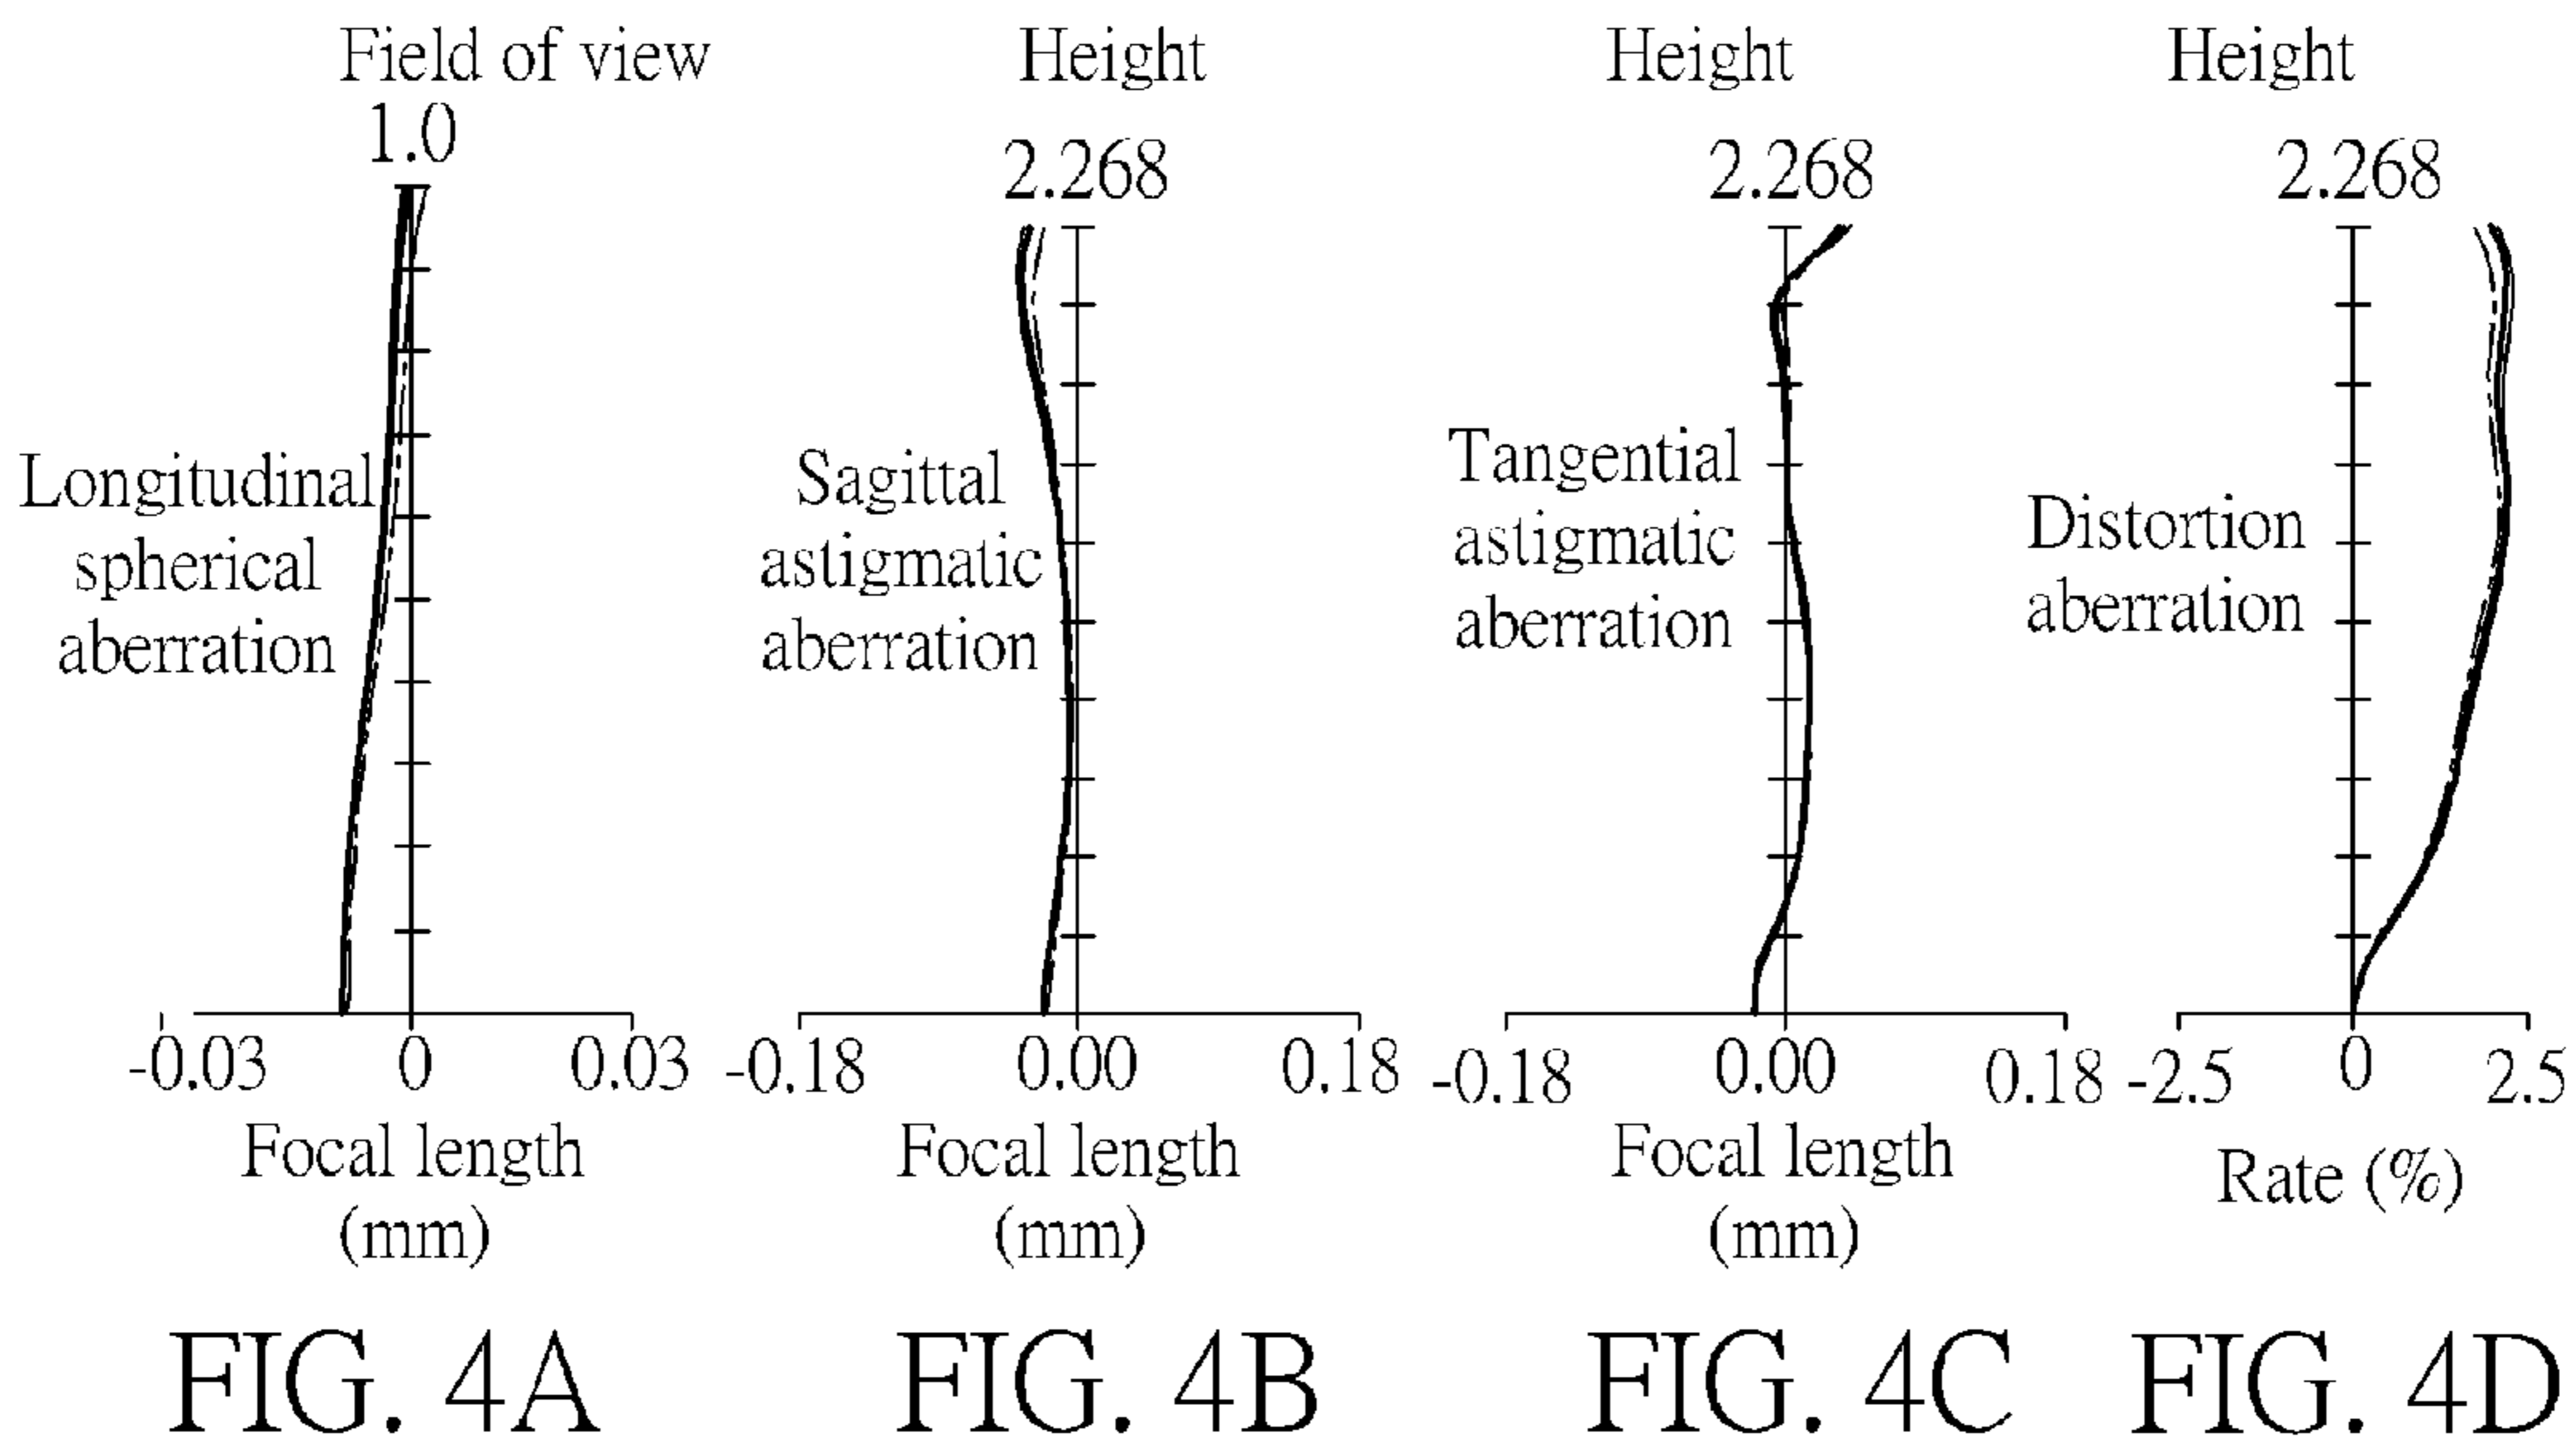 Field of view
1.0
Longitudinal
spherical
aberration
-0.03 0 0.03
Focal length
(mm)
FIG. 4A
Height
2.268
Sagittal
astigmatic
aberration
-0.18 0.00 0.18
Focal length
(mm)
FIG. 4B
Height
2.268
Tangential
astigmatic
aberration
-0.18 0.00 0.18
Focal length
(mm)
FIG. 4C
Height
2.268
Distortion
aberration
-2.5 0 2.5
Rate (%)
FIG. 4D